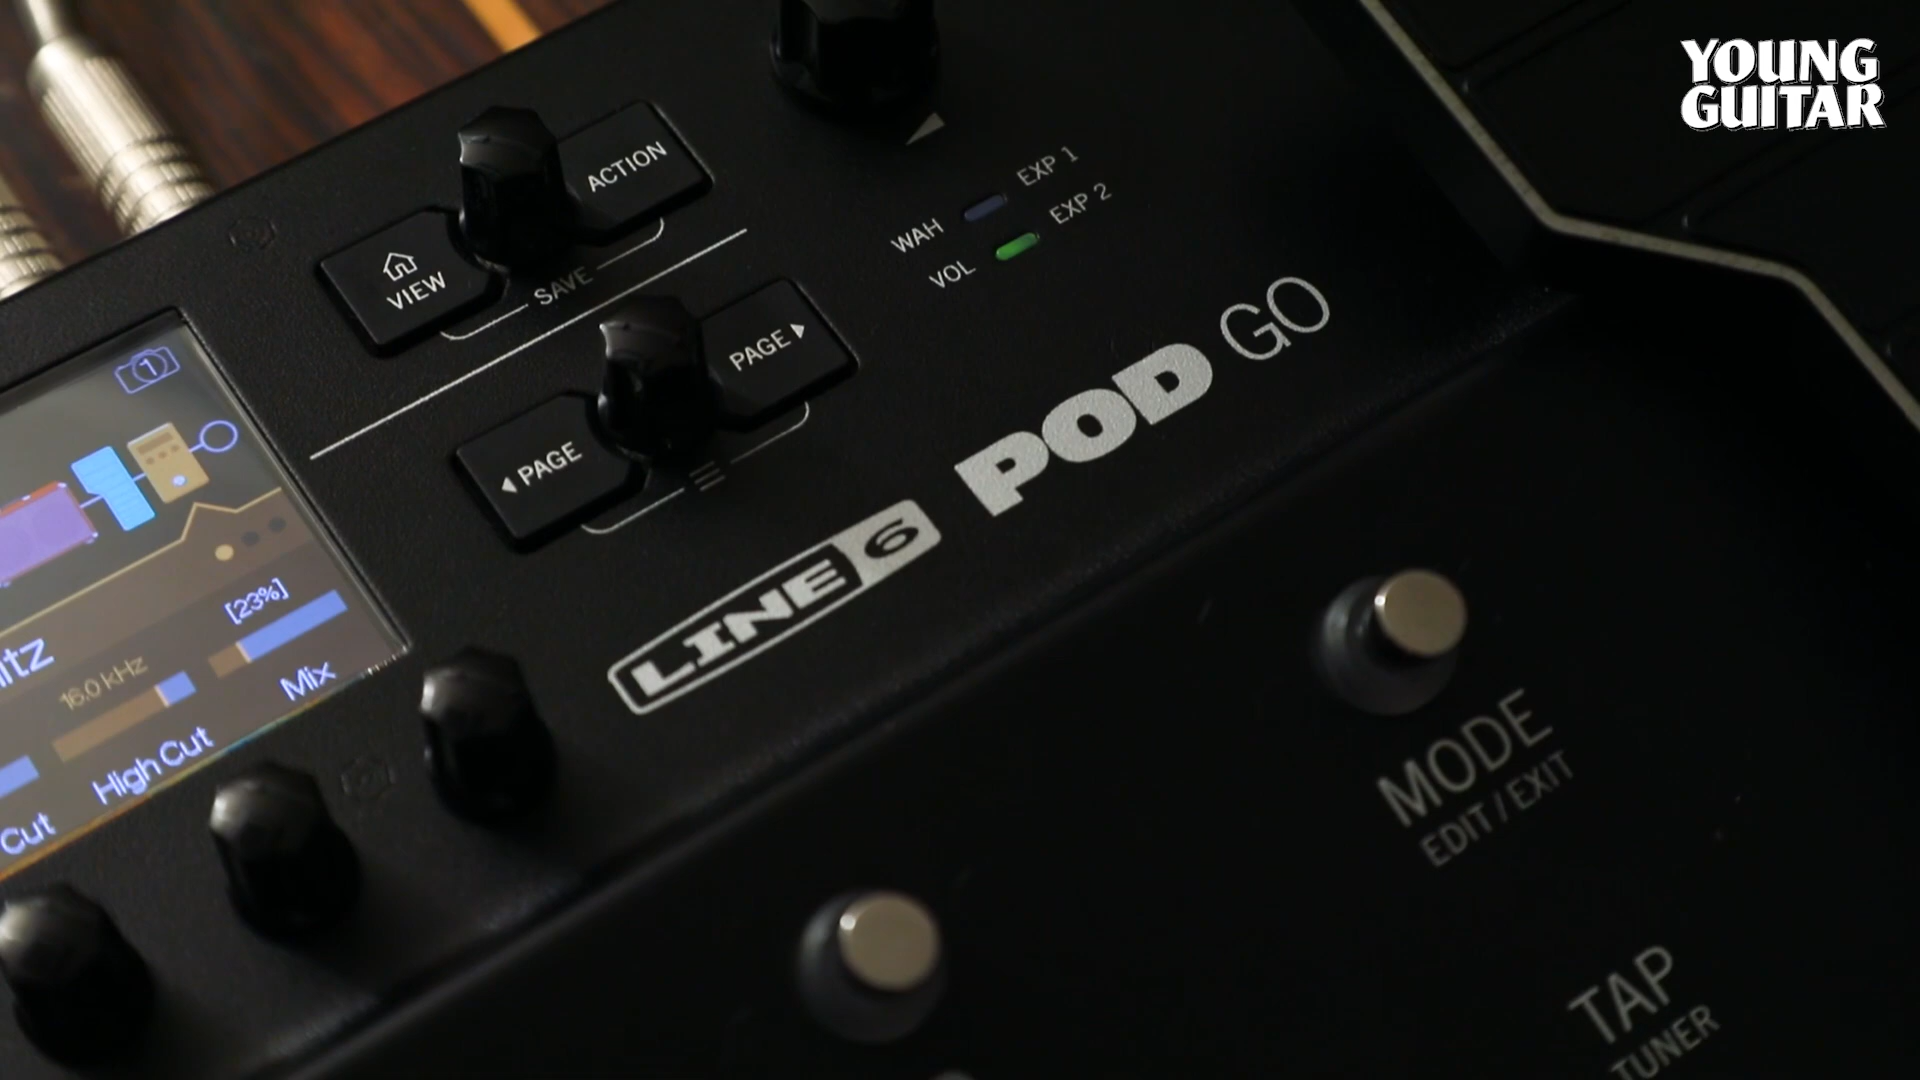 YOUNG
GUITAR
ACTION
VIEW
SAVE
EXP 1
WAH
EXP 2
VOL
PAGE
PAGE
LINE 6 POD GO
1
[23%]
itz
16.0 kHz
Mix
High Cut
Cut
MODE
EDIT / EXIT
TAP
TUNER